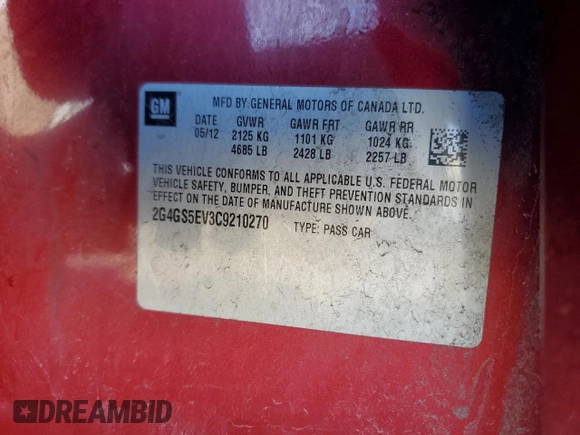 GM
MFD BY GENERAL MOTORS OF CANADA LTD.
DATE GVWR GAWR FRT GAWR RR
05/12 2125 KG 1101 KG 1024 KG
4685 LB 2428 LB 2257 LB
THIS VEHICLE CONFORMS TO ALL APPLICABLE U.S. FEDERAL MOTOR
VEHICLE SAFETY, BUMPER, AND THEFT PREVENTION STANDARDS IN
EFFECT ON THE DATE OF MANUFACTURE SHOWN ABOVE.
2G4GS5EV3C9210270 TYPE: PASS CAR
DREAMBID